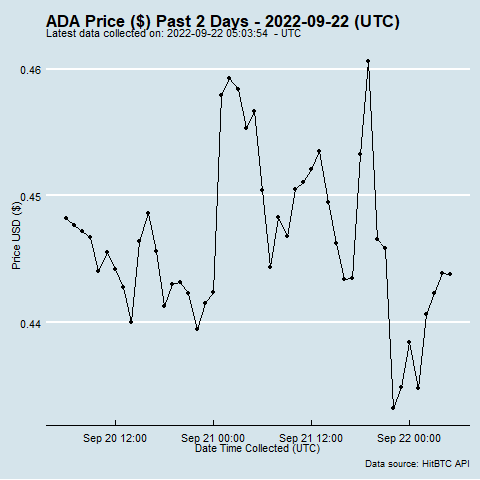 ADA Price ($) Past 2 Days - 2022-09-22 (UTC)
Latest data collected on: 2022-09-22 05:03:54 - UTC
0.46
0.45
0.44
Price USD ($)
Sep 20 12:00 Sep 21 00:00 Sep 21 12:00 Sep 22 00:00
Date Time Collected (UTC)
Data source: HitBTC API